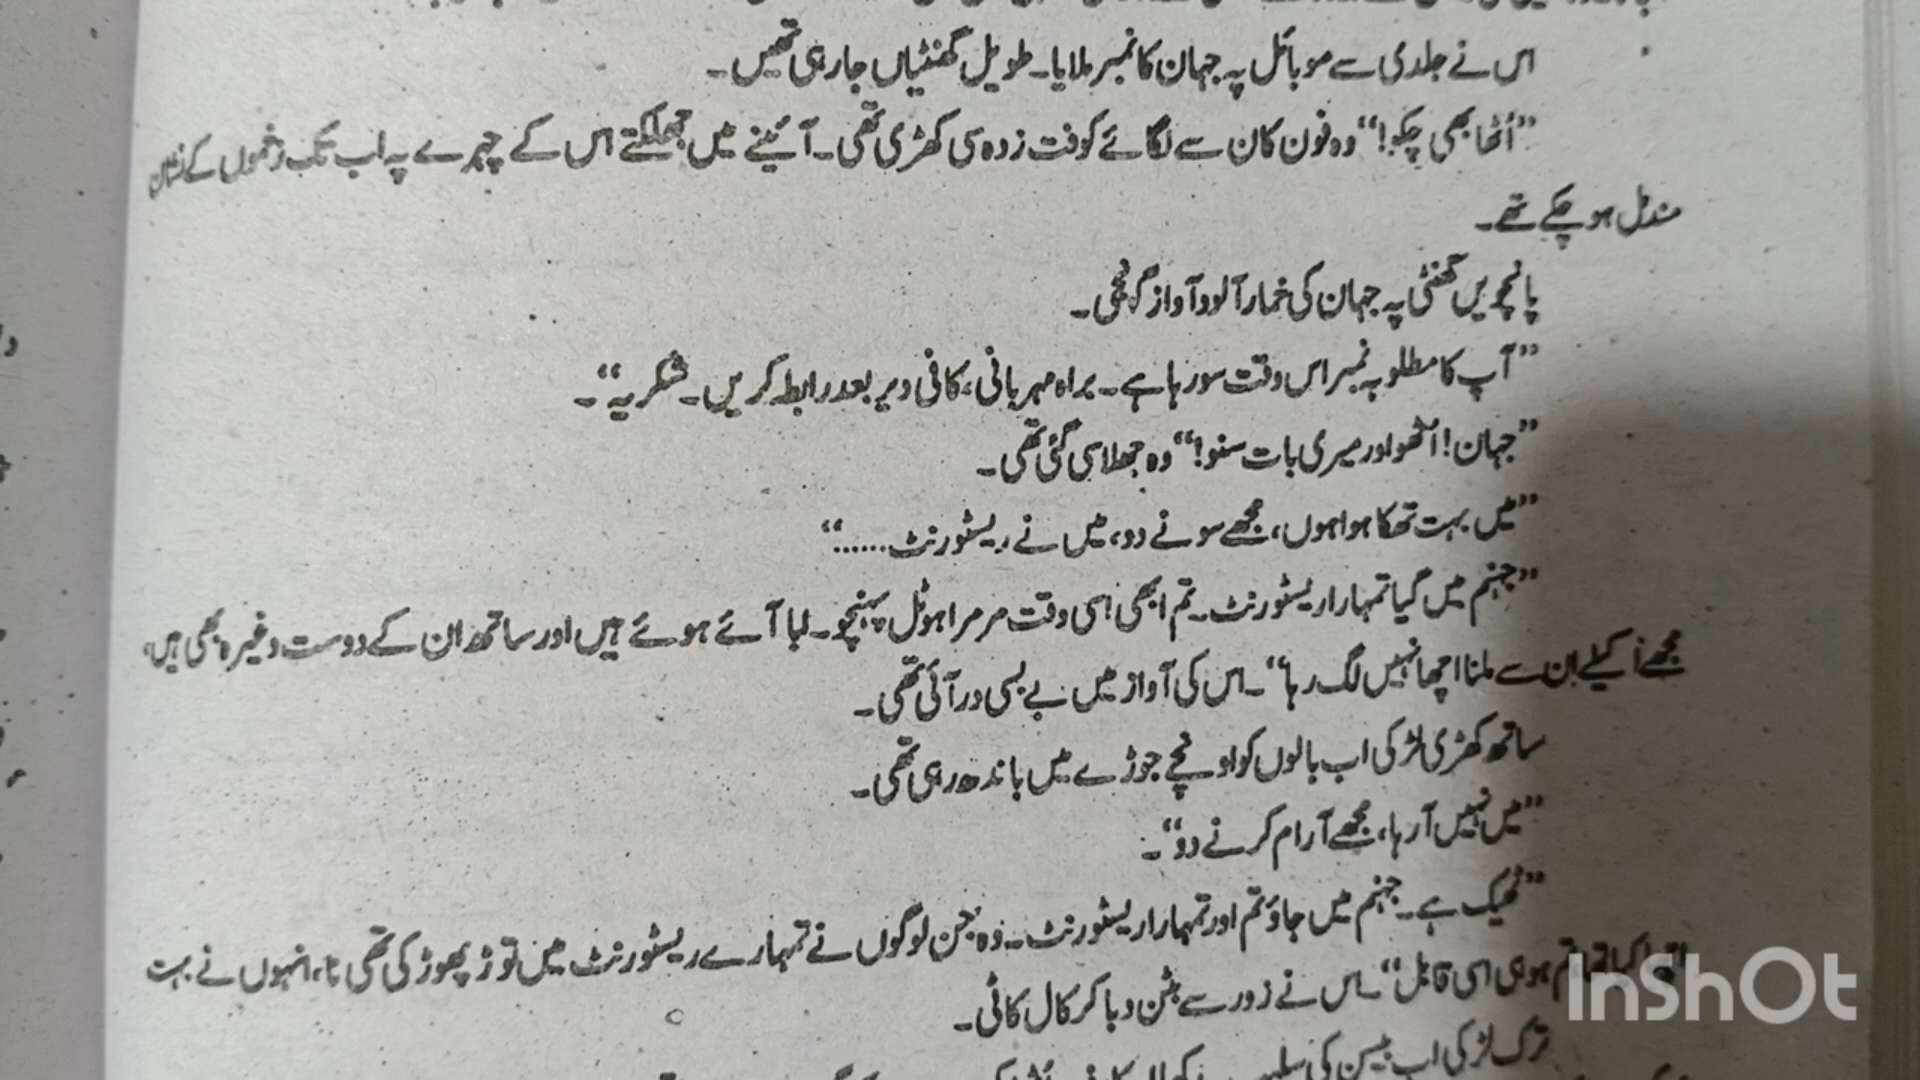 اس نے جلدی سے موبائل پہ جہان کا نمبر ملایا۔ طویل گھنٹیاں جا رہی تھیں۔
”اُٹھا بھی چکو!“ وہ فون کان سے لگائے کوفت زدہ سی کھڑی تھی۔ آئینے میں جھلکتے اس کے چہرے پہ اب تک زخموں کے نشان
مندمل ہو چکے تھے۔
پانچویں گھنٹی پہ جہان کی خمار آلود آواز گونجی۔
”آپ کا مطلوبہ نمبر اس وقت سو رہا ہے۔ براہ مہربانی، کافی دیر بعد رابطہ کریں۔ شکریہ“۔
”جہان! اٹھو اور میری بات سنو!“ وہ جھلا سی گئی تھی۔
”میں بہت تھکا ہوا ہوں، مجھے سونے دو، میں نے ریسٹورنٹ......“
”جہنم میں گیا تمہارا ریسٹورنٹ۔ تم ابھی اسی وقت مرمرا ہوٹل پہنچو۔ ابا آئے ہوئے ہیں اور ساتھ ان کے دوست وغیرہ بھی ہیں،
مجھے اکیلے ان سے ملنا اچھا نہیں لگ رہا“۔ اس کی آواز میں بے بسی در آئی تھی۔
ساتھ کھڑی لڑکی اب بالوں کو اونچے جوڑے میں باندھ رہی تھی۔
”میں نہیں آ رہا، مجھے آرام کرنے دو“۔
”ٹھیک ہے۔ جہنم میں جاؤ تم اور تمہارا ریسٹورنٹ۔ وہ جن لوگوں نے تمہارے ریسٹورنٹ میں توڑ پھوڑ کی تھی نا، انہوں نے بہت
اچھا کیا تھا تم ہو ہی اسی قابل“۔ اس نے زور سے بٹن دبا کر کال کاٹی۔
ترک لڑکی اب بیسن کی
InShOt